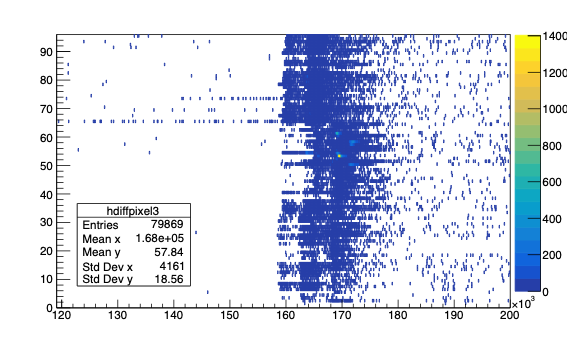 hdiffpixel3
Entries 79869
Mean x 1.68e+05
Mean y 57.84
Std Dev x 4161
Std Dev y 18.56
90
80
70
60
50
40
30
20
10
0
120 130 140 150 160 170 180 190 200
×10³
1400
1200
1000
800
600
400
200
0